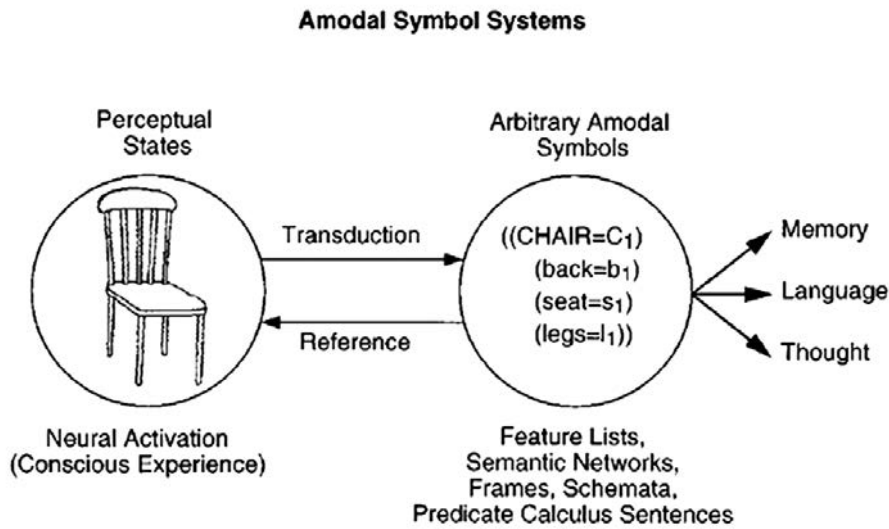 Amodal Symbol Systems
Perceptual
States
Arbitrary Amodal
Symbols
Transduction
Reference
((CHAIR=C₁)
(back=b₁)
(seat=s₁)
(legs=l₁))
Memory
Language
Thought
Neural Activation
(Conscious Experience)
Feature Lists,
Semantic Networks,
Frames, Schemata,
Predicate Calculus Sentences